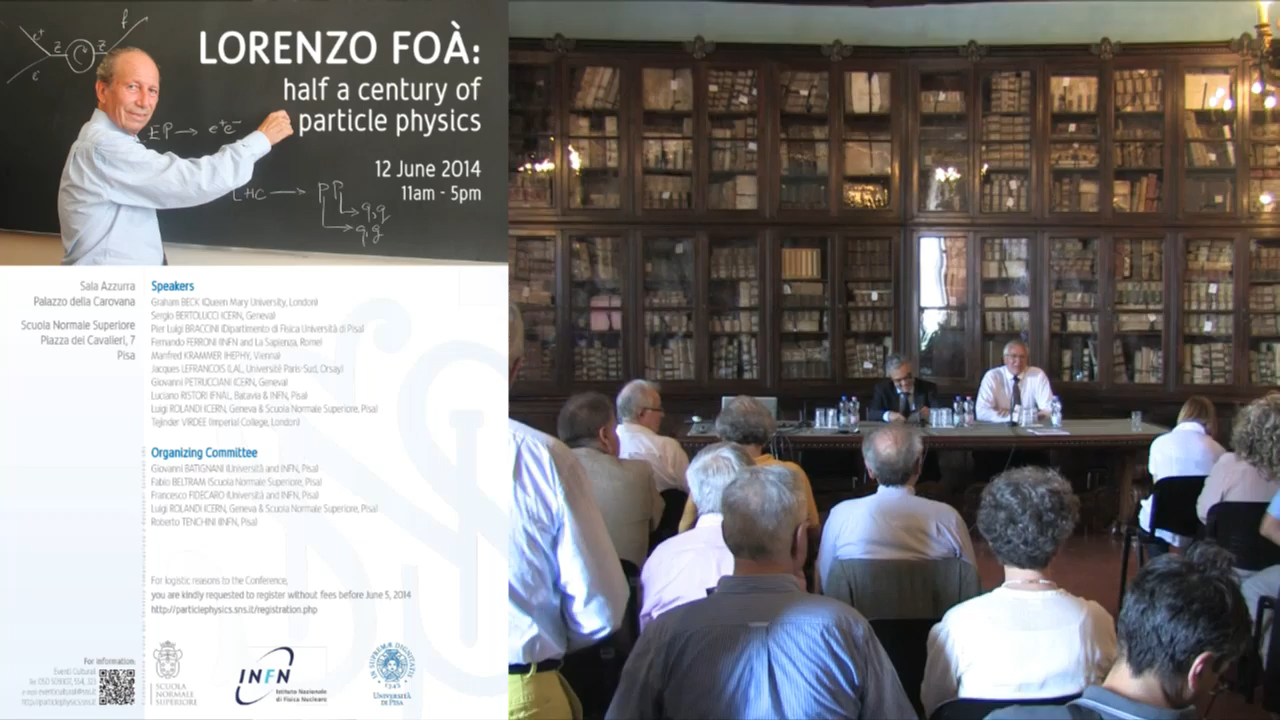 LORENZO FOÀ:
half a century of
particle physics
12 June 2014
11am - 5pm
e+
Z
Z
f
e-
EP → e+e-
LHC → PP
q,q
q,g
Sala Azzurra
Palazzo della Carovana
Scuola Normale Superiore
Piazza dei Cavalieri, 7
Pisa
Speakers
Graham BECK (Queen Mary University, London)
Sergio BERTOLUCCI (CERN, Geneva)
Pier Luigi BRACCINI (Dipartimento di Fisica Università di Pisa)
Fernando FERRONI (INFN and La Sapienza, Rome)
Manfred KRAMMER (HEPHY, Vienna)
Jacques LEFRANCOIS (LAL, Université Paris-Sud, Orsay)
Giovanni PETRUCCIANI (CERN, Geneva)
Luciano RISTORI (FNAL, Batavia & INFN, Pisa)
Luigi ROLANDI (CERN, Geneva & Scuola Normale Superiore, Pisa)
Tejinder VIRDEE (Imperial College, London)
Organizing Committee
Giovanni BATIGNANI (Università and INFN, Pisa)
Fabio BELTRAM (Scuola Normale Superiore, Pisa)
Francesco FIDECARO (Università and INFN, Pisa)
Luigi ROLANDI (CERN, Geneva & Scuola Normale Superiore, Pisa)
Roberto TENCHINI (INFN, Pisa)
For logistic reasons to the Conference,
you are kindly requested to register without fees before June 5, 2014
http://particlephysics.sns.it/registration.php
For information:
Eventi Culturali
SCUOLA
NORMALE
SUPERIORE
INFN
Istituto Nazionale
di Fisica Nucleare
UNIVERSITÀ
DI PISA